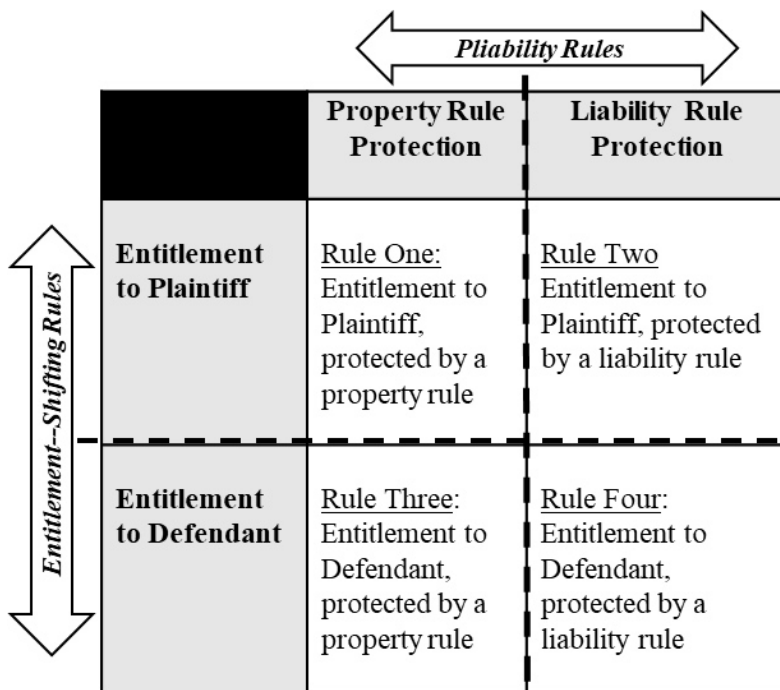 Pliability Rules
Property Rule
Protection
Liability Rule
Protection
Entitlement--Shifting Rules
Entitlement
to Plaintiff
Rule One:
Entitlement to
Plaintiff,
protected by a
property rule
Rule Two
Entitlement to
Plaintiff, protected
by a liability rule
Entitlement
to Defendant
Rule Three:
Entitlement to
Defendant,
protected by a
property rule
Rule Four:
Entitlement to
Defendant,
protected by a
liability rule